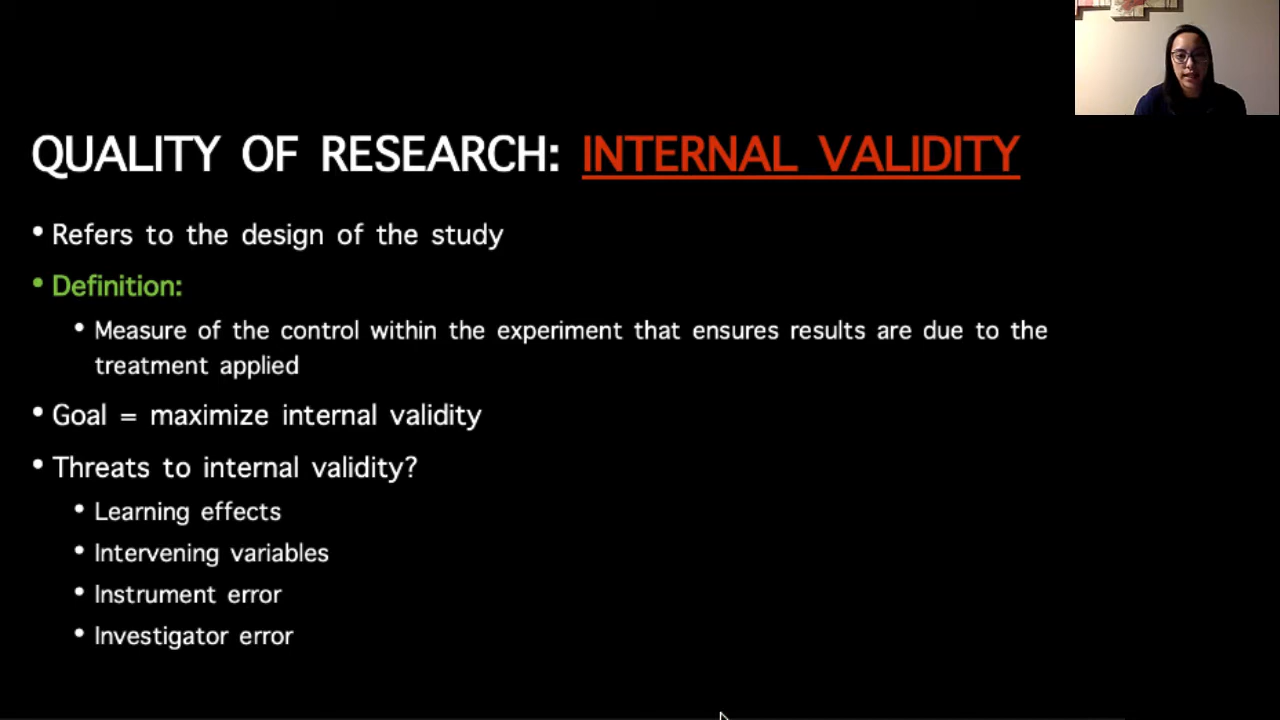 QUALITY OF RESEARCH: INTERNAL VALIDITY
• Refers to the design of the study
• Definition:
• Measure of the control within the experiment that ensures results are due to the
treatment applied
• Goal = maximize internal validity
• Threats to internal validity?
• Learning effects
• Intervening variables
• Instrument error
• Investigator error